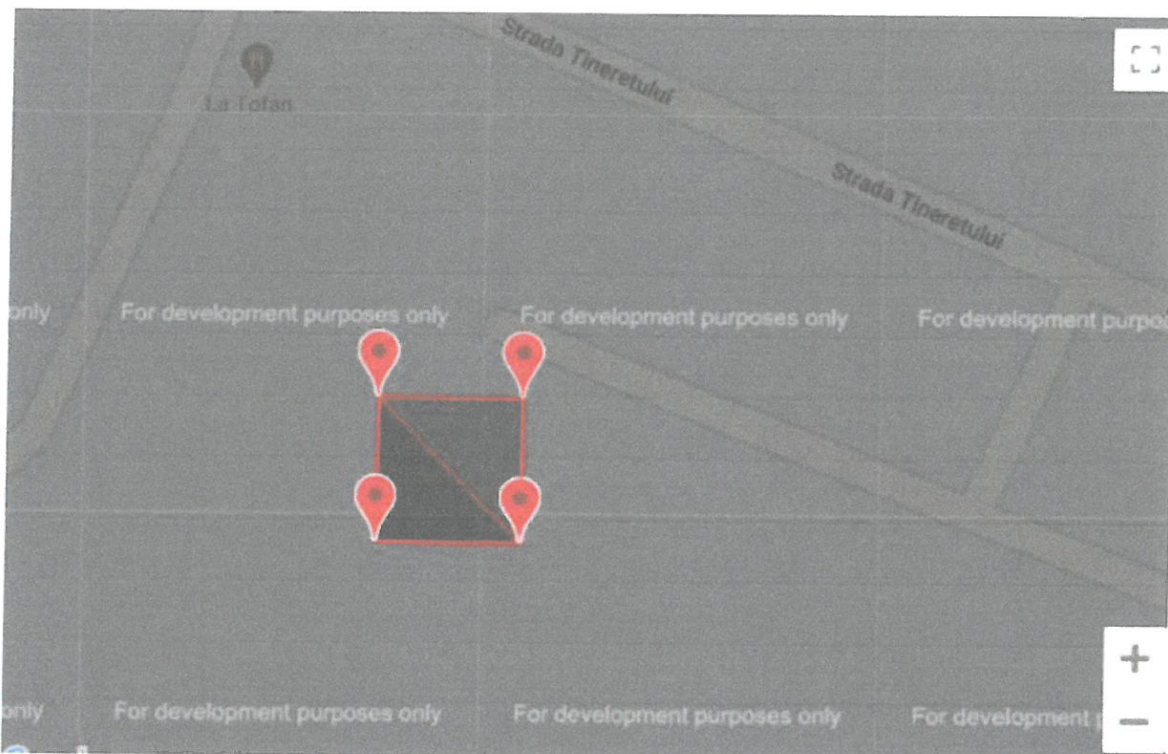 Strada Tineretului
La Tofan
Strada Tineretului
only
For development purposes only
For development purposes only
For development purpo
only
For development purposes only
For development purposes only
For development p